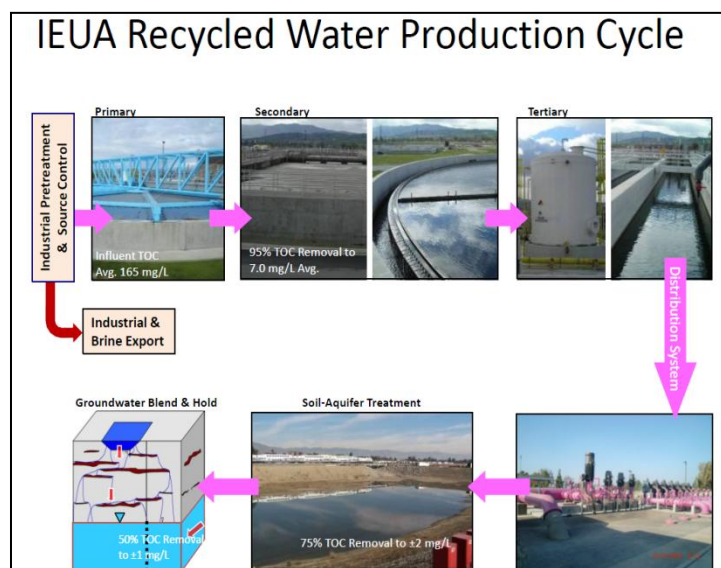 IEUA Recycled Water Production Cycle
Primary
Secondary
Tertiary
Industrial Pretreatment
& Source Control
Influent TOC
Avg. 165 mg/L
95% TOC Removal to
7.0 mg/L Avg.
Industrial &
Brine Export
Distribution System
Groundwater Blend & Hold
Soil-Aquifer Treatment
50% TOC Removal
to ±1 mg/L
75% TOC Removal to ±2 mg/L